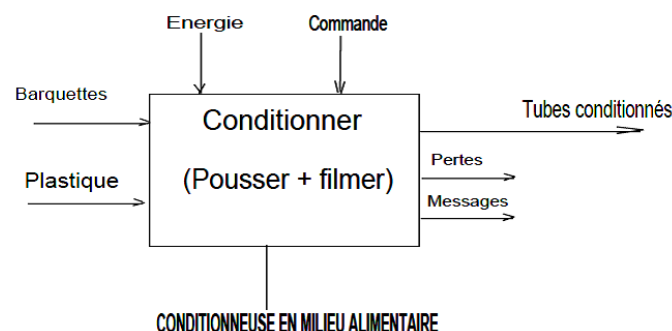 Energie
Commande
Barquettes
Conditionner
Tubes conditionnés
(Pousser + filmer)
Pertes
Plastique
Messages
CONDITIONNEUSE EN MILIEU ALIMENTAIRE